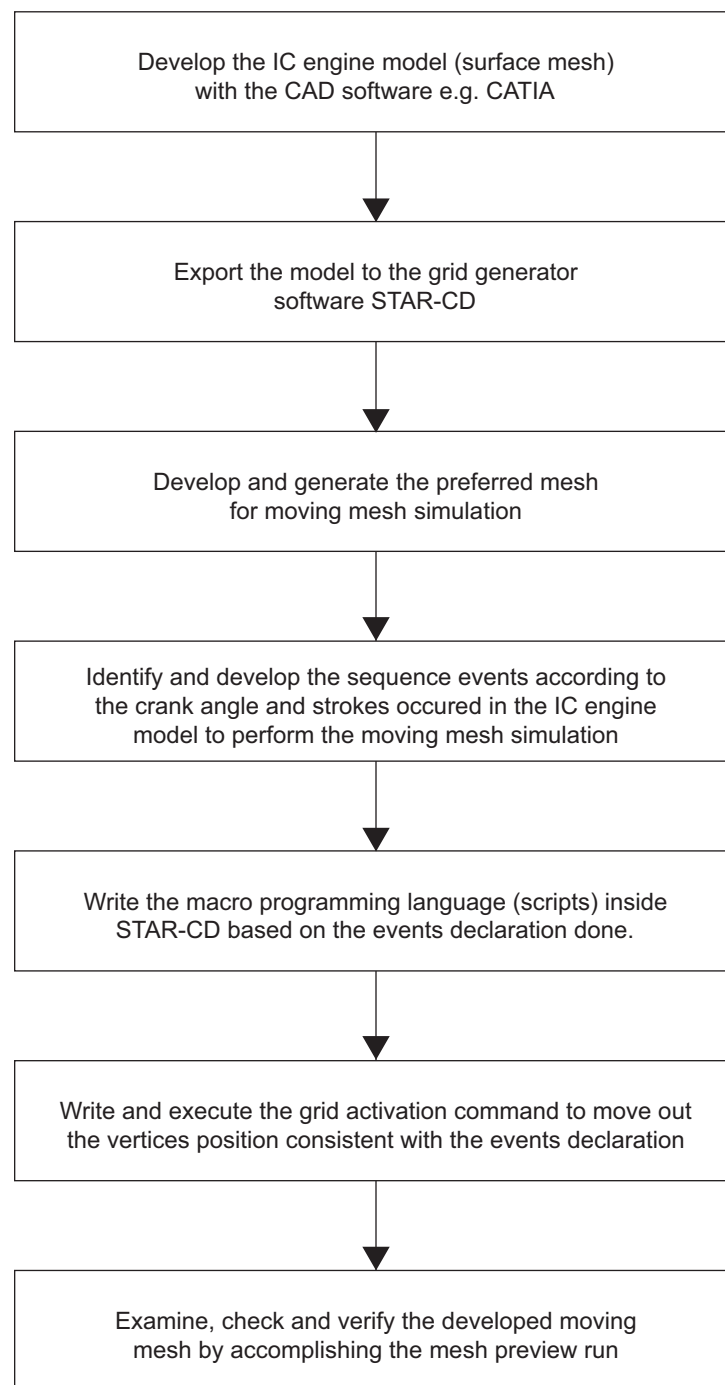 Develop the IC engine model (surface mesh)
with the CAD software e.g. CATIA
Export the model to the grid generator
software STAR-CD
Develop and generate the preferred mesh
for moving mesh simulation
Identify and develop the sequence events according to
the crank angle and strokes occured in the IC engine
model to perform the moving mesh simulation
Write the macro programming language (scripts) inside
STAR-CD based on the events declaration done.
Write and execute the grid activation command to move out
the vertices position consistent with the events declaration
Examine, check and verify the developed moving
mesh by accomplishing the mesh preview run